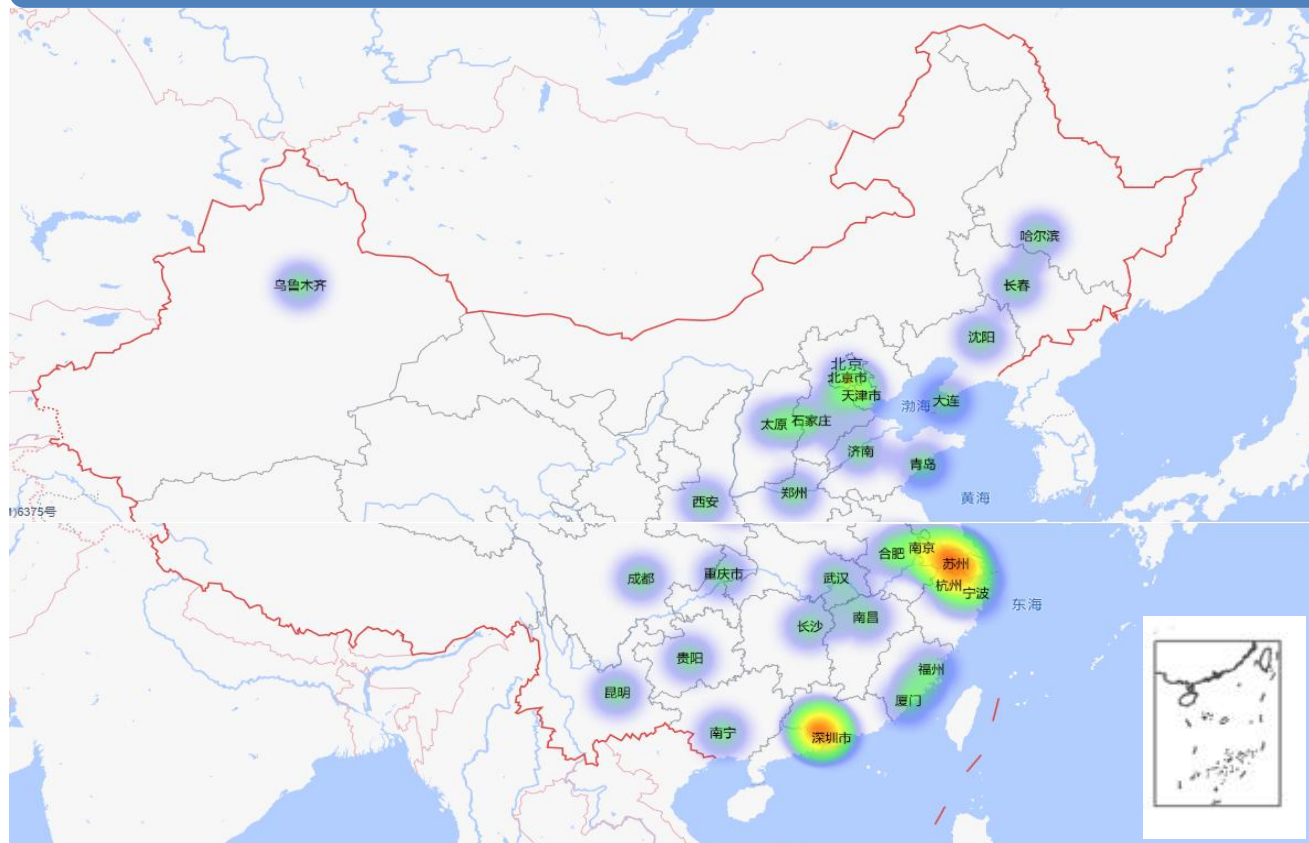 哈尔滨
乌鲁木齐
长春
沈阳
北京
北京市
天津市
大连
渤海
石家庄
太原
济南
青岛
郑州
西安
黄海
)6375号
南京
合肥
苏州
成都
重庆市
武汉
杭州
宁波
东海
南昌
长沙
贵阳
福州
昆明
厦门
南宁
深圳市